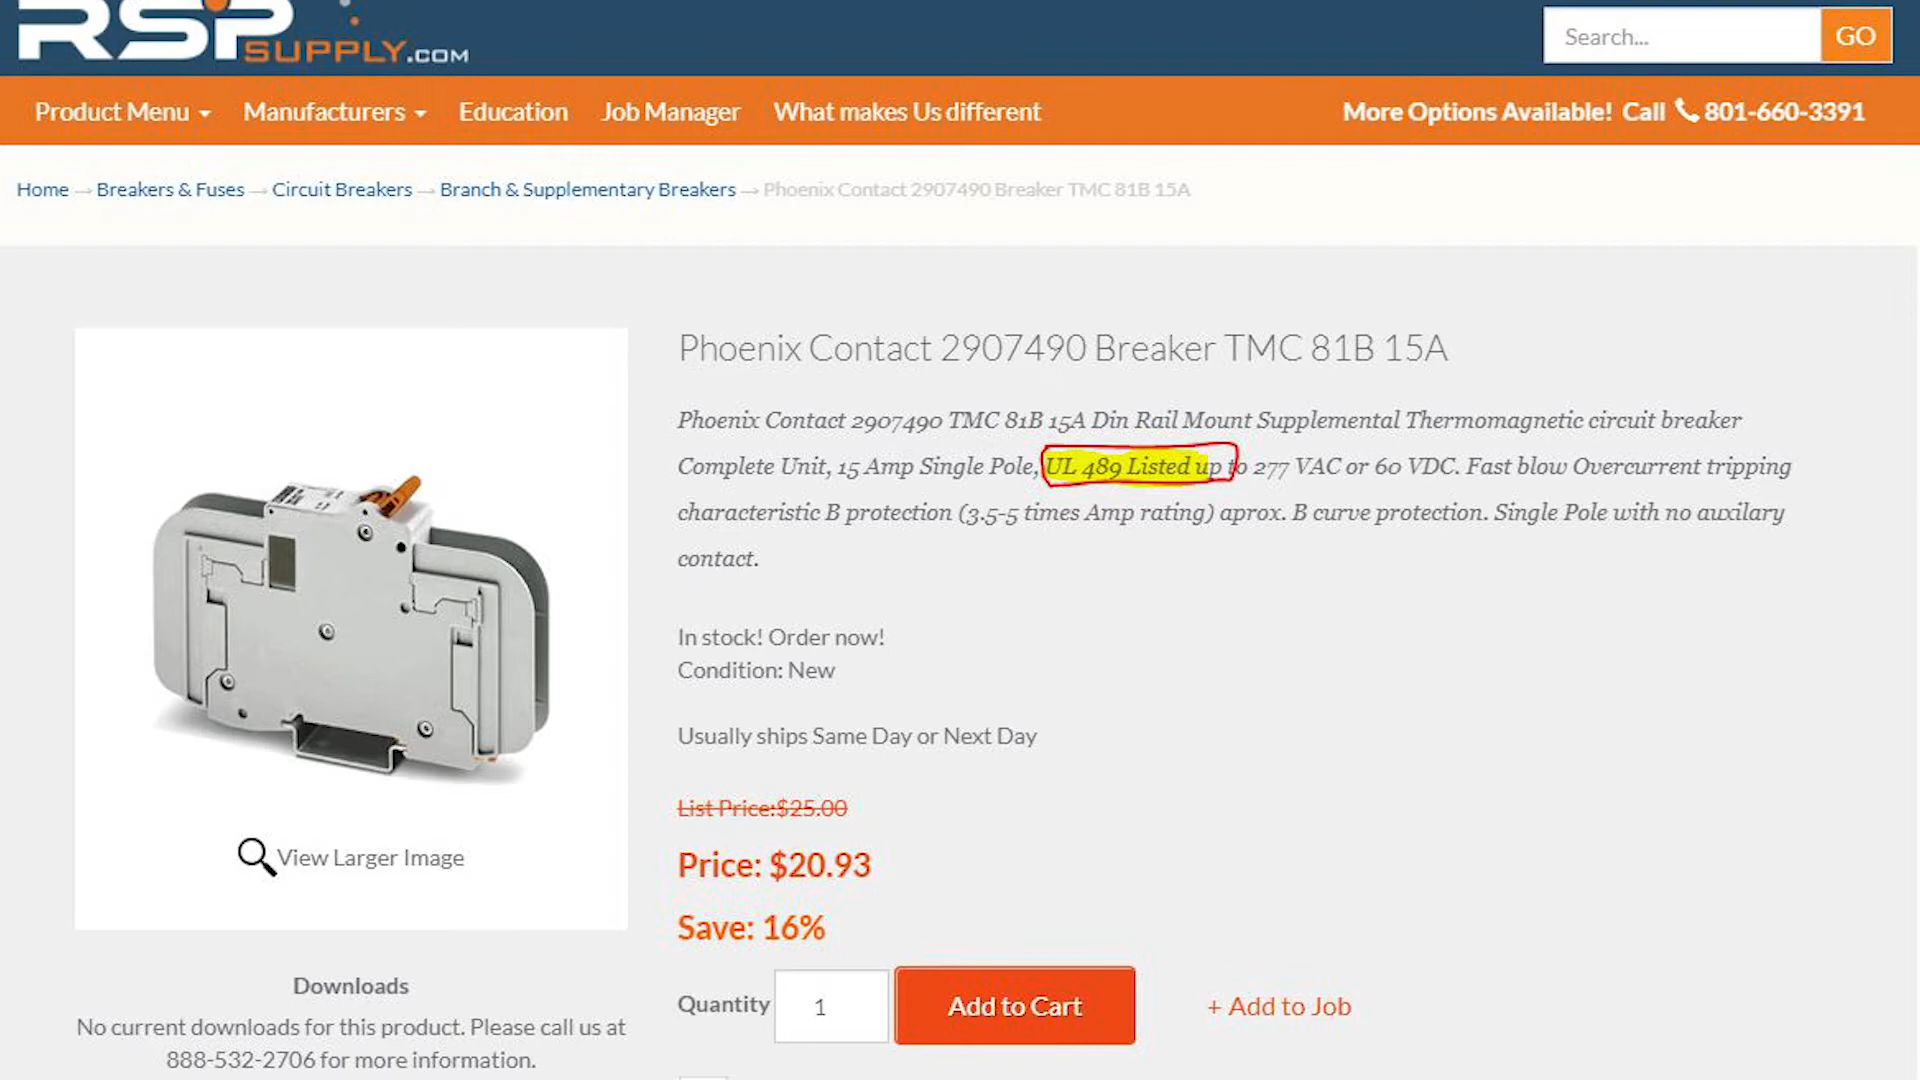 RSP
SUPPLY.COM
Search...
GO
Product Menu
Manufacturers
Education
Job Manager
What makes Us different
More Options Available! Call 801-660-3391
Home → Breakers & Fuses → Circuit Breakers → Branch & Supplementary Breakers → Phoenix Contact 2907490 Breaker TMC 81B 15A
Phoenix Contact 2907490 Breaker TMC 81B 15A
Phoenix Contact 2907490 TMC 81B 15A Din Rail Mount Supplemental Thermomagnetic circuit breaker
Complete Unit, 15 Amp Single Pole, UL 489 Listed up to 277 VAC or 60 VDC. Fast blow Overcurrent tripping
characteristic B protection (3.5-5 times Amp rating) aprox. B curve protection. Single Pole with no auxilary
contact.
In stock! Order now!
Condition: New
Usually ships Same Day or Next Day
List Price:$25.00
Price: $20.93
Save: 16%
Quantity
1
Add to Cart
+ Add to Job
View Larger Image
Downloads
No current downloads for this product. Please call us at
888-532-2706 for more information.